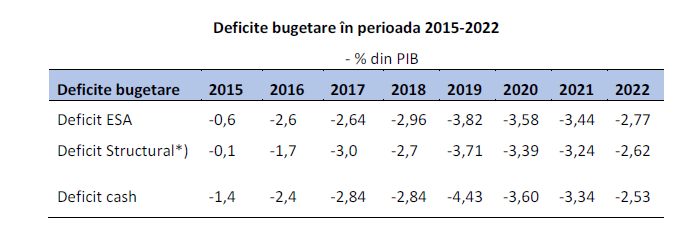 Deficite bugetare în perioada 2015-2022
- % din PIB
Deficite bugetare 2015 2016 2017 2018 2019 2020 2021 2022
Deficit ESA -0,6 -2,6 -2,64 -2,96 -3,82 -3,58 -3,44 -2,77
Deficit Structural*) -0,1 -1,7 -3,0 -2,7 -3,71 -3,39 -3,24 -2,62
Deficit cash -1,4 -2,4 -2,84 -2,84 -4,43 -3,60 -3,34 -2,53